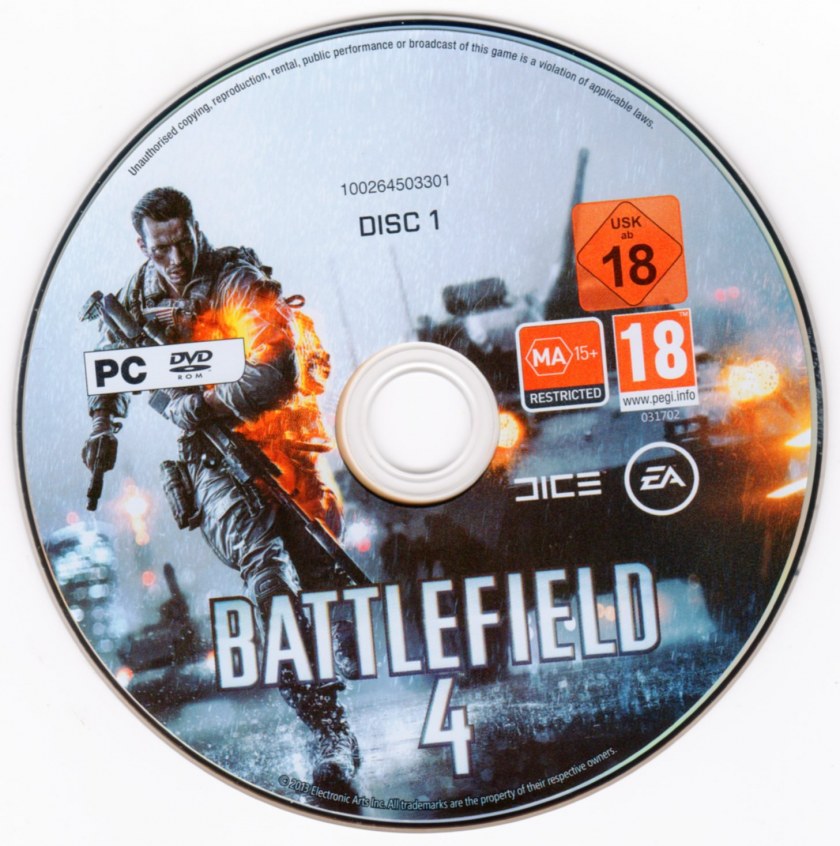 Unauthorised copying, reproduction, rental, public performance or broadcast of this game is a violation of applicable laws.
100264503301
DISC 1
USK
ab
18
PC
DVD
ROM
MA 15+
RESTRICTED
18
TM
www.pegi.info
031702
DICE
EA
BATTLEFIELD
4
© 2013 Electronic Arts Inc. All trademarks are the property of their respective owners.